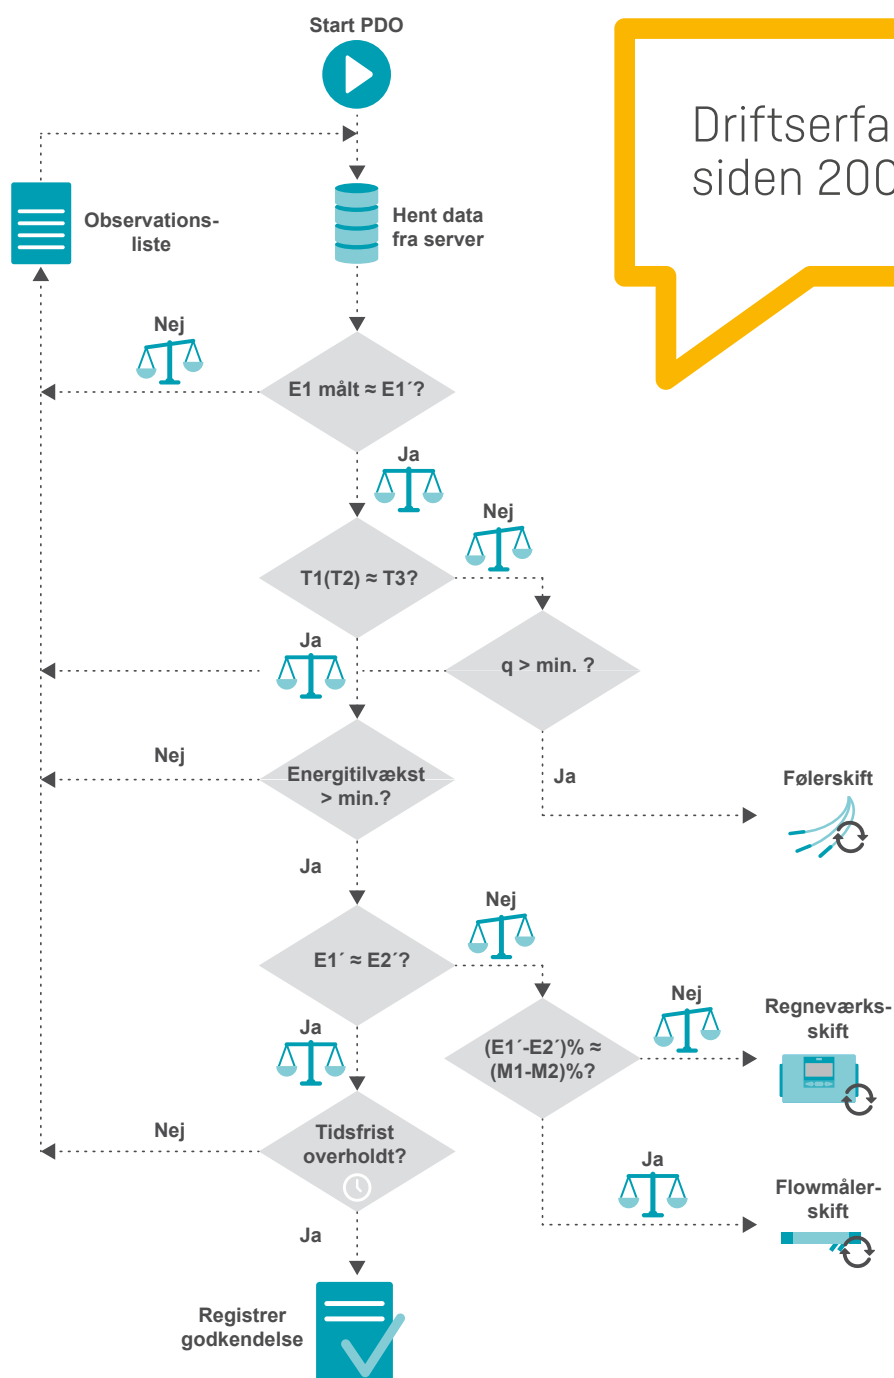 Start PDO
Driftserfa
siden 200
Observations-
liste
Hent data
fra server
Nej
E1 målt ≈ E1´?
Ja
Nej
T1(T2) ≈ T3?
Ja
q > min. ?
Nej
Energitilvækst
> min.?
Ja
Følerskift
Ja
Nej
E1´ ≈ E2´?
Nej
Regneværks-
skift
Ja
(E1´-E2´)% ≈
(M1-M2)%?
Nej
Tidsfrist
overholdt?
Ja
Flowmåler-
skift
Ja
Registrer
godkendelse